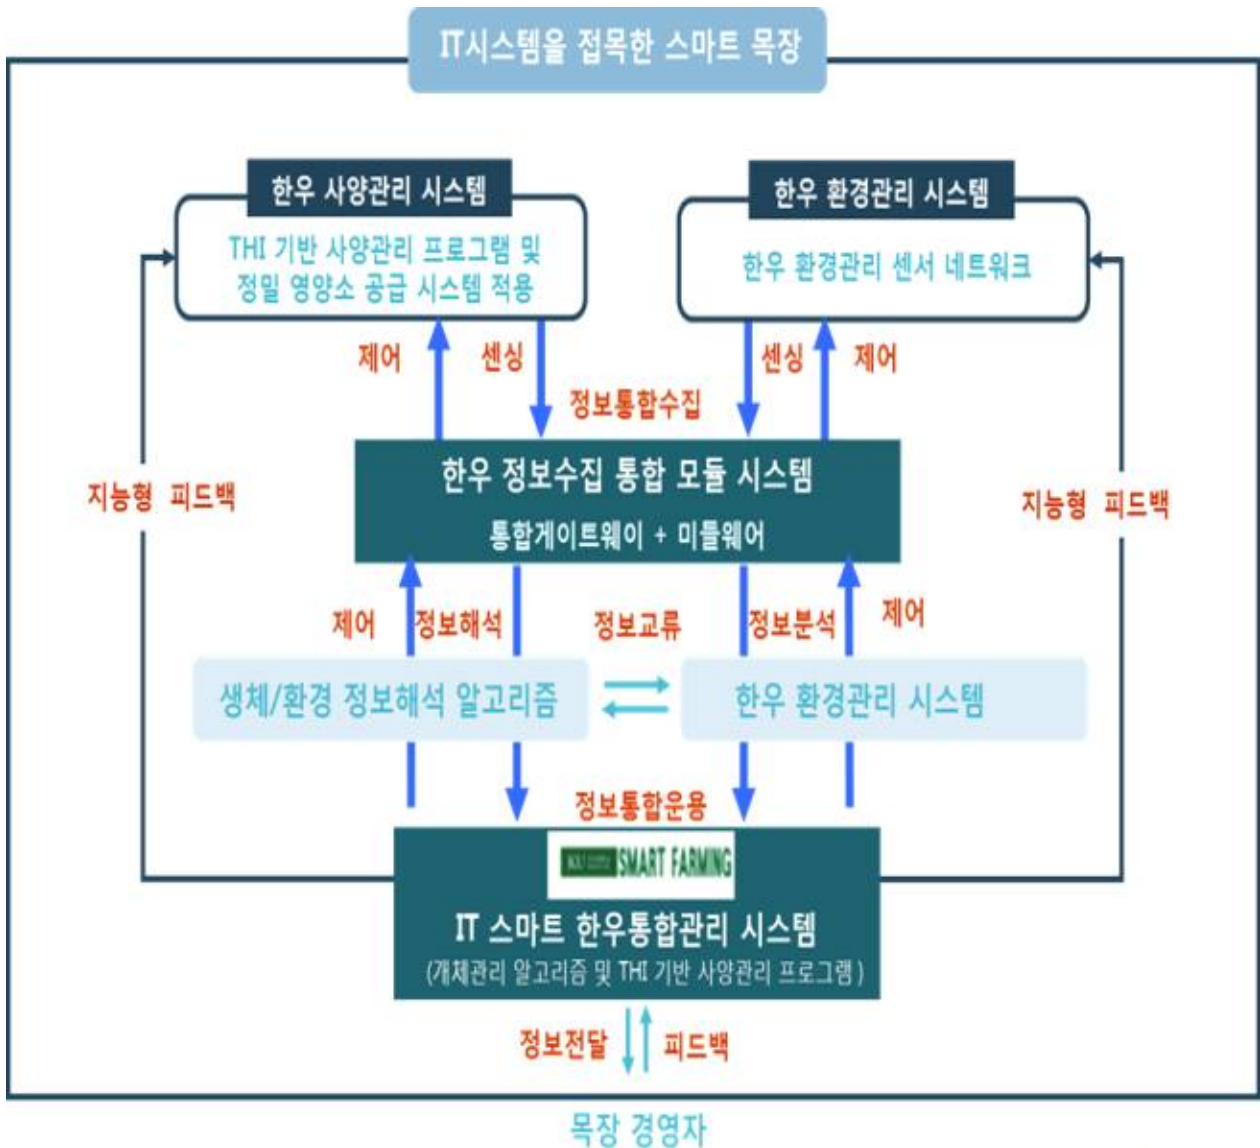 IT시스템을 접목한 스마트 목장
한우 사양관리 시스템
한우 환경관리 시스템
THI 기반 사양관리 프로그램 및
정밀 영양소 공급 시스템 적용
한우 환경관리 센서 네트워크
제어
센싱
센싱
제어
정보통합수집
한우 정보수집 통합 모듈 시스템
통합게이트웨이 + 미들웨어
지능형 피드백
지능형 피드백
제어
정보해석
정보교류
정보분석
제어
생체/환경 정보해석 알고리즘
한우 환경관리 시스템
정보통합운용
SMART FARMING
IT 스마트 한우통합관리 시스템
(개체관리 알고리즘 및 THI 기반 사양관리 프로그램)
정보전달
피드백
목장 경영자